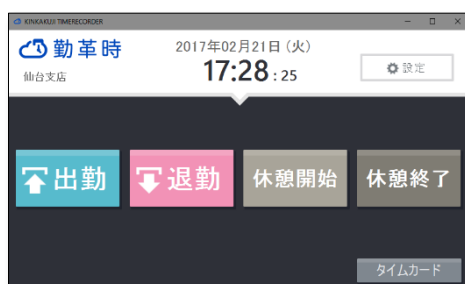 KINKAKUJI TIMERECORDER
勤革時
仙台支店
2017年02月21日（火）
17:28:25
設定
出勤
退勤
休憩開始
休憩終了
タイムカード